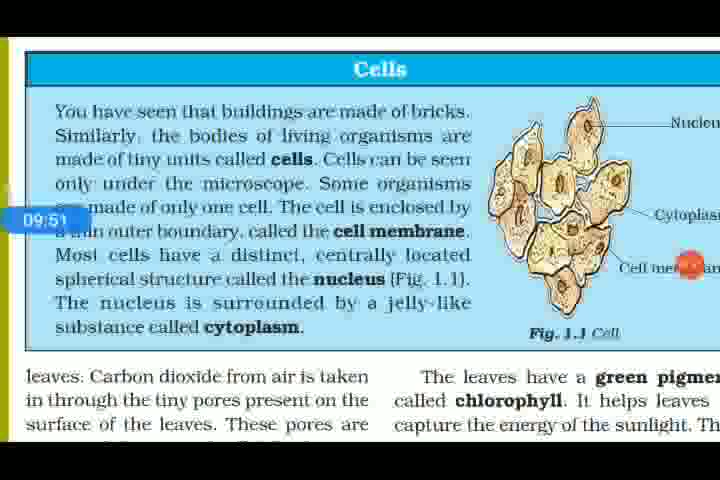 Cells
You have seen that buildings are made of bricks.
Similarly, the bodies of living organisms are
made of tiny units called cells. Cells can be seen
only under the microscope. Some organisms
made of only one cell. The cell is enclosed by
09:51
thin outer boundary, called the cell membrane.
Most cells have a distinct, centrally located
spherical structure called the nucleus (Fig. 1.1).
The nucleus is surrounded by a jelly-like
substance called cytoplasm.
Nucleu
Cytoplas
Cell me
Fig. 1.1 Cell
leaves: Carbon dioxide from air is taken
in through the tiny pores present on the
surface of the leaves. These pores are
The leaves have a green pigme
called chlorophyll. It helps leaves
capture the energy of the sunlight. Th